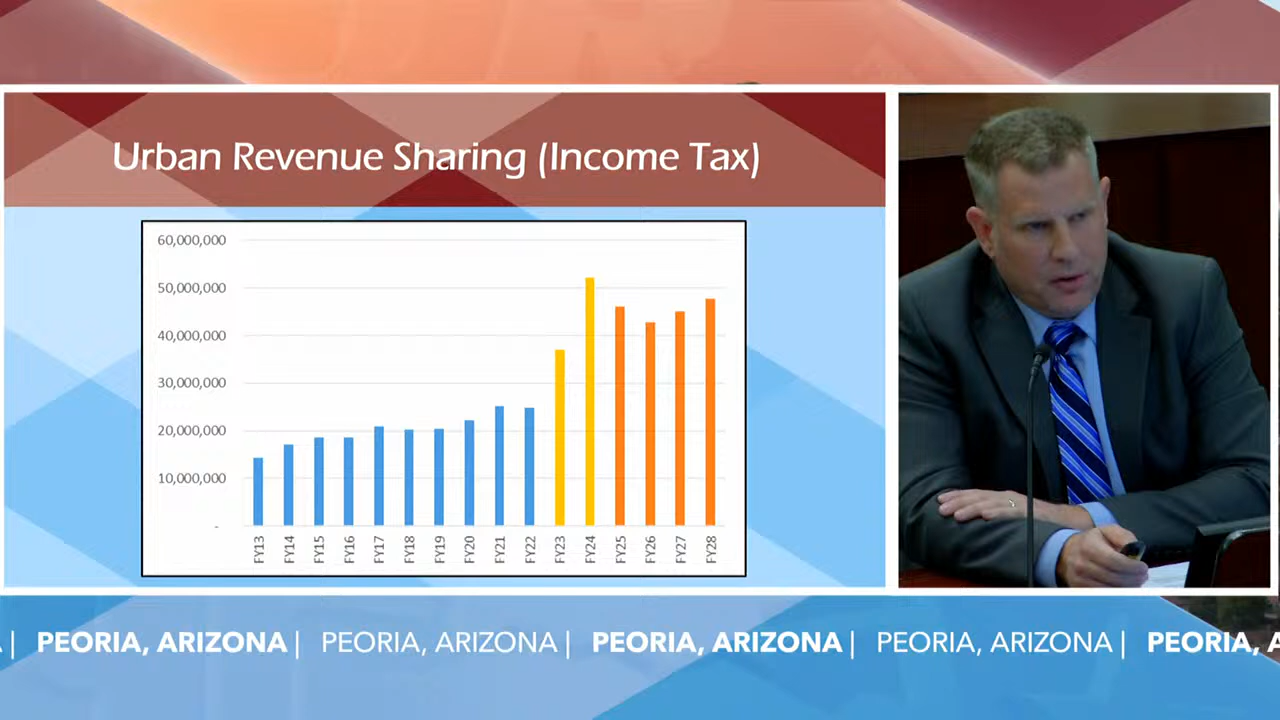 Urban Revenue Sharing (Income Tax)
60,000,000
50,000,000
40,000,000
30,000,000
20,000,000
10,000,000
-
FY13 FY14 FY15 FY16 FY17 FY18 FY19 FY20 FY21 FY22 FY23 FY24 FY25 FY26 FY27 FY28
A | PEORIA, ARIZONA | PEORIA, ARIZONA | PEORIA, ARIZONA | PEORIA, ARIZONA | PEORIA, A